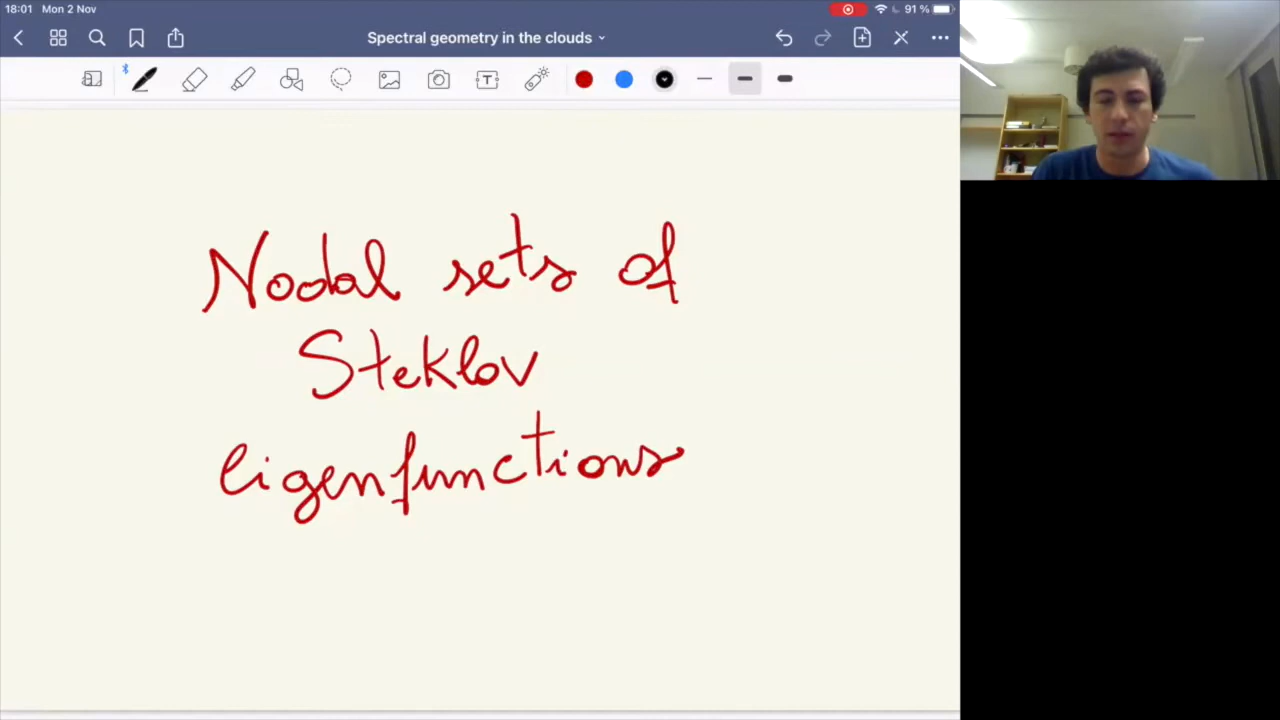 18:01 Mon 2 Nov
91 %
Spectral geometry in the clouds
Nodal sets of
Steklov
eigenfunctions